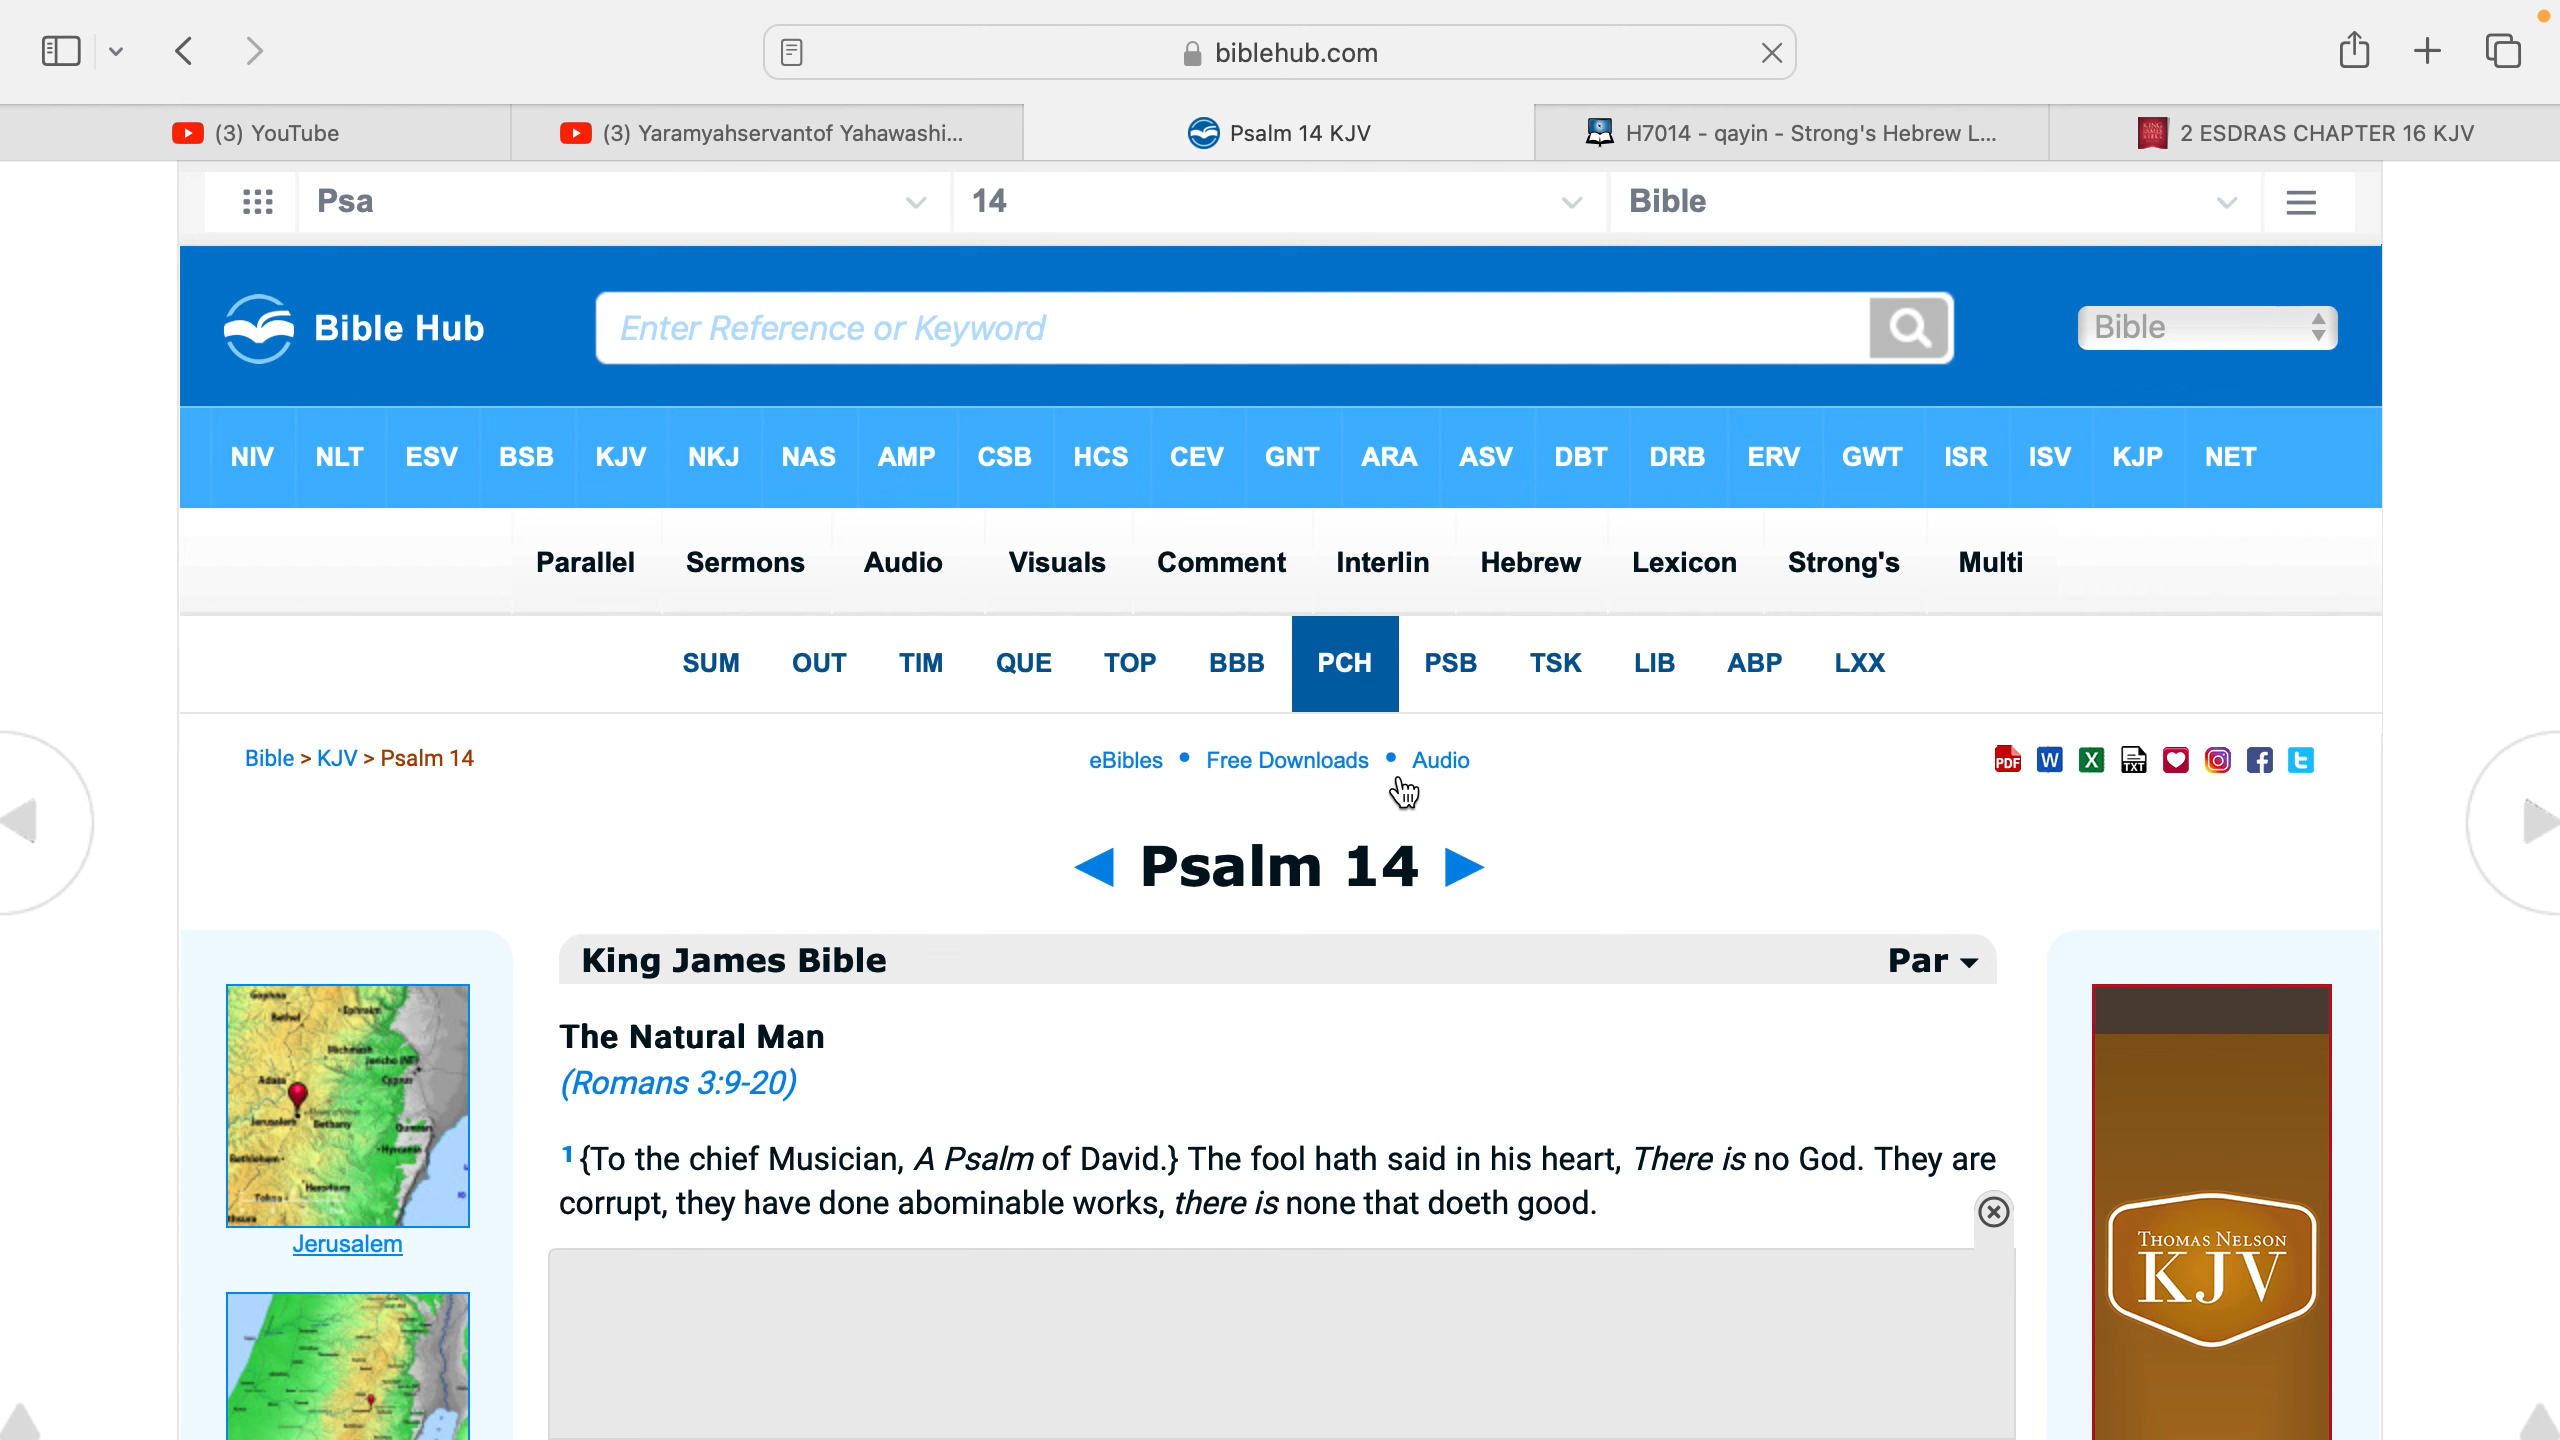 biblehub.com
(3) YouTube
(3) Yaramyahservantof Yahawashi...
Psalm 14 KJV
H7014 - qayin - Strong's Hebrew L...
2 ESDRAS CHAPTER 16 KJV
Psa
14
Bible
Bible Hub
Enter Reference or Keyword
Bible
NIV NLT ESV BSB KJV NKJ NAS AMP CSB HCS CEV GNT ARA ASV DBT DRB ERV GWT ISR ISV KJP NET
Parallel Sermons Audio Visuals Comment Interlin Hebrew Lexicon Strong's Multi
SUM OUT TIM QUE TOP BBB PCH PSB TSK LIB ABP LXX
Bible > KJV > Psalm 14
eBibles • Free Downloads • Audio
PDF W X TXT
◀ Psalm 14 ▶
King James Bible
Par
The Natural Man
(Romans 3:9-20)
1 {To the chief Musician, A Psalm of David.} The fool hath said in his heart, There is no God. They are
corrupt, they have done abominable works, there is none that doeth good.
Jerusalem
THOMAS NELSON
KJV